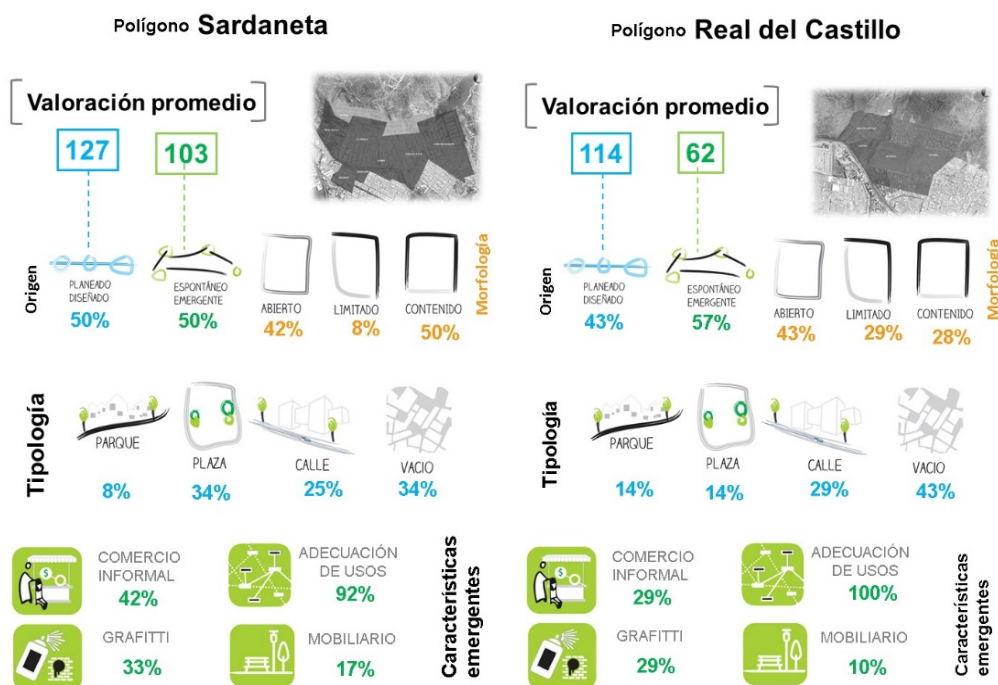 Polígono Sardaneta
Valoración promedio
127
103
Origen
PLANEADO
DISEÑADO
50%
ESPONTÁNEO
EMERGENTE
50%
ABIERTO
42%
LIMITADO
8%
CONTENIDO
50%
Morfología
Tipología
PARQUE
8%
PLAZA
34%
CALLE
25%
VACIO
34%
COMERCIO
INFORMAL
42%
ADECUACIÓN
DE USOS
92%
GRAFITTI
33%
MOBILIARIO
17%
Características
emergentes
Polígono Real del Castillo
Valoración promedio
114
62
Origen
PLANEADO
DISEÑADO
43%
ESPONTÁNEO
EMERGENTE
57%
ABIERTO
43%
LIMITADO
29%
CONTENIDO
28%
Morfología
Tipología
PARQUE
14%
PLAZA
14%
CALLE
29%
VACIO
43%
COMERCIO
INFORMAL
29%
ADECUACIÓN
DE USOS
100%
GRAFITTI
29%
MOBILIARIO
10%
Características
emergentes